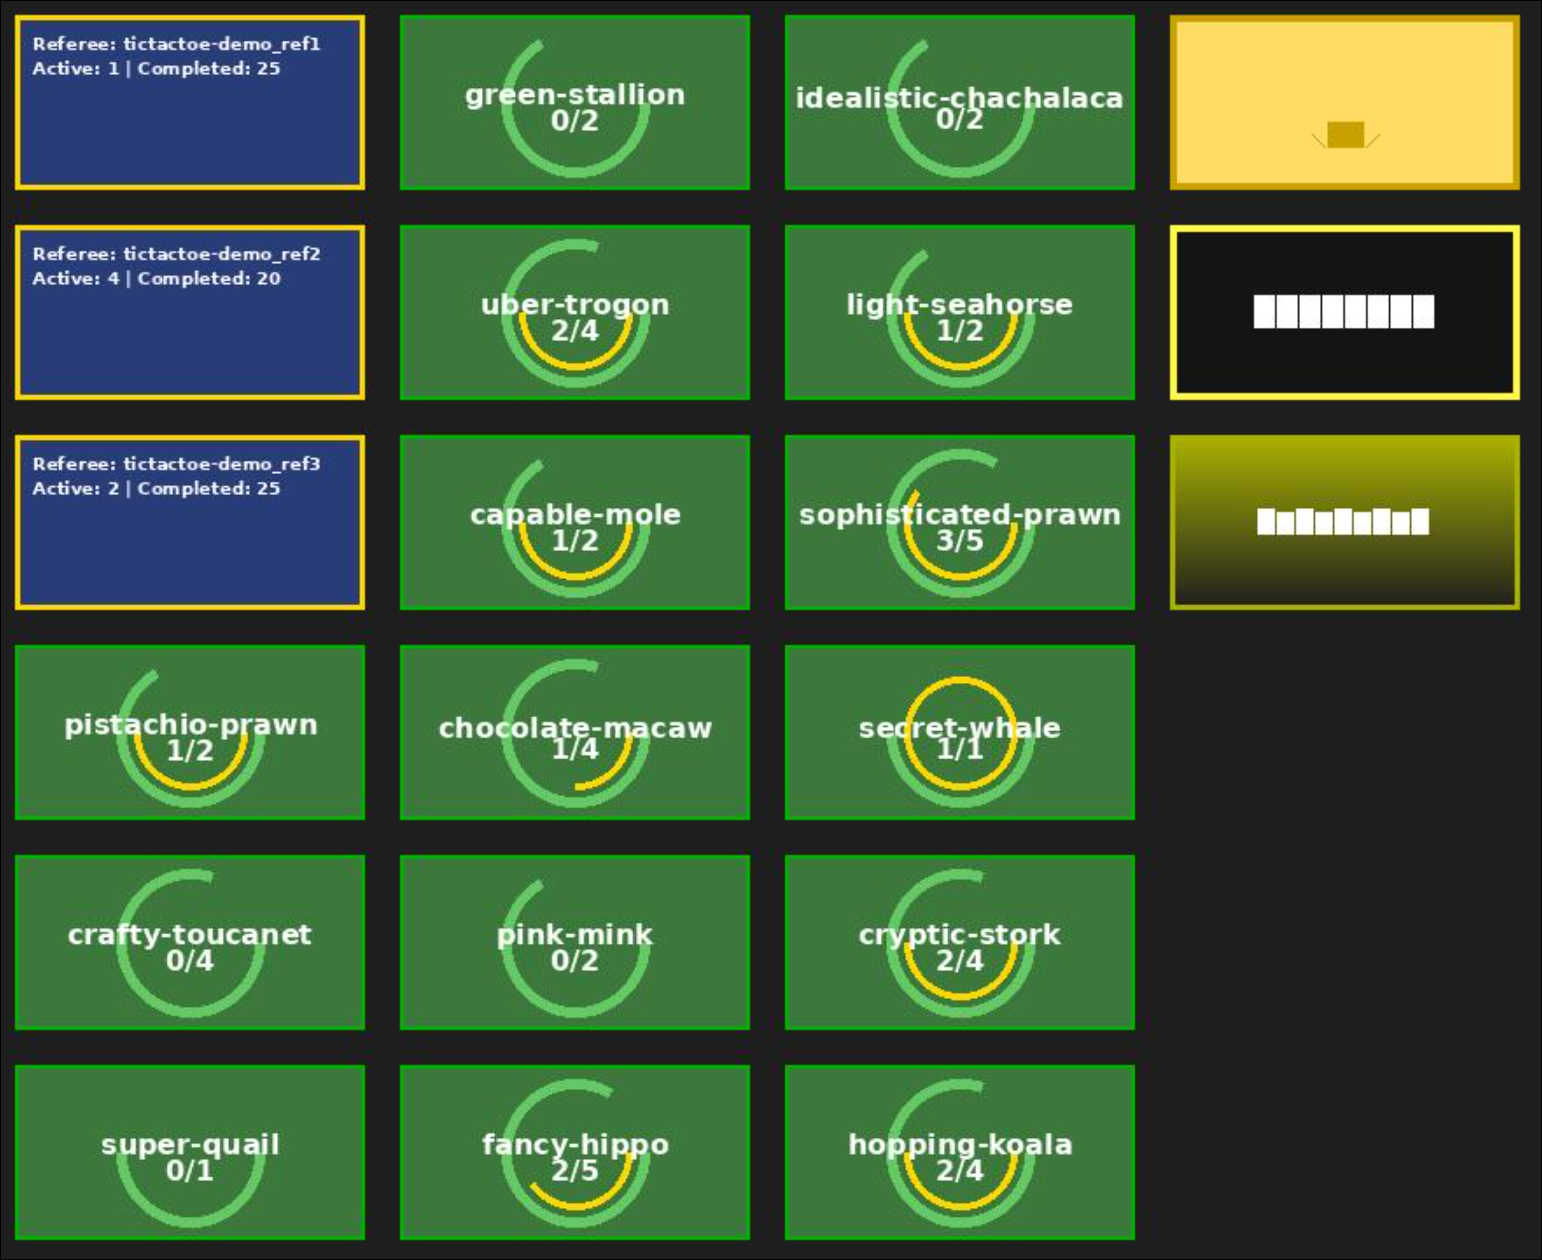 Referee: tictactoe-demo_ref1
Active: 1 | Completed: 25
green-stallion
0/2
idealistic-chachalaca
0/2
Referee: tictactoe-demo_ref2
Active: 4 | Completed: 20
uber-trogon
2/4
light-seahorse
1/2
Referee: tictactoe-demo_ref3
Active: 2 | Completed: 25
capable-mole
1/2
sophisticated-prawn
3/5
pistachio-prawn
1/2
chocolate-macaw
1/4
secret-whale
1/1
crafty-toucanet
0/4
pink-mink
0/2
cryptic-stork
2/4
super-quail
0/1
fancy-hippo
2/5
hopping-koala
2/4